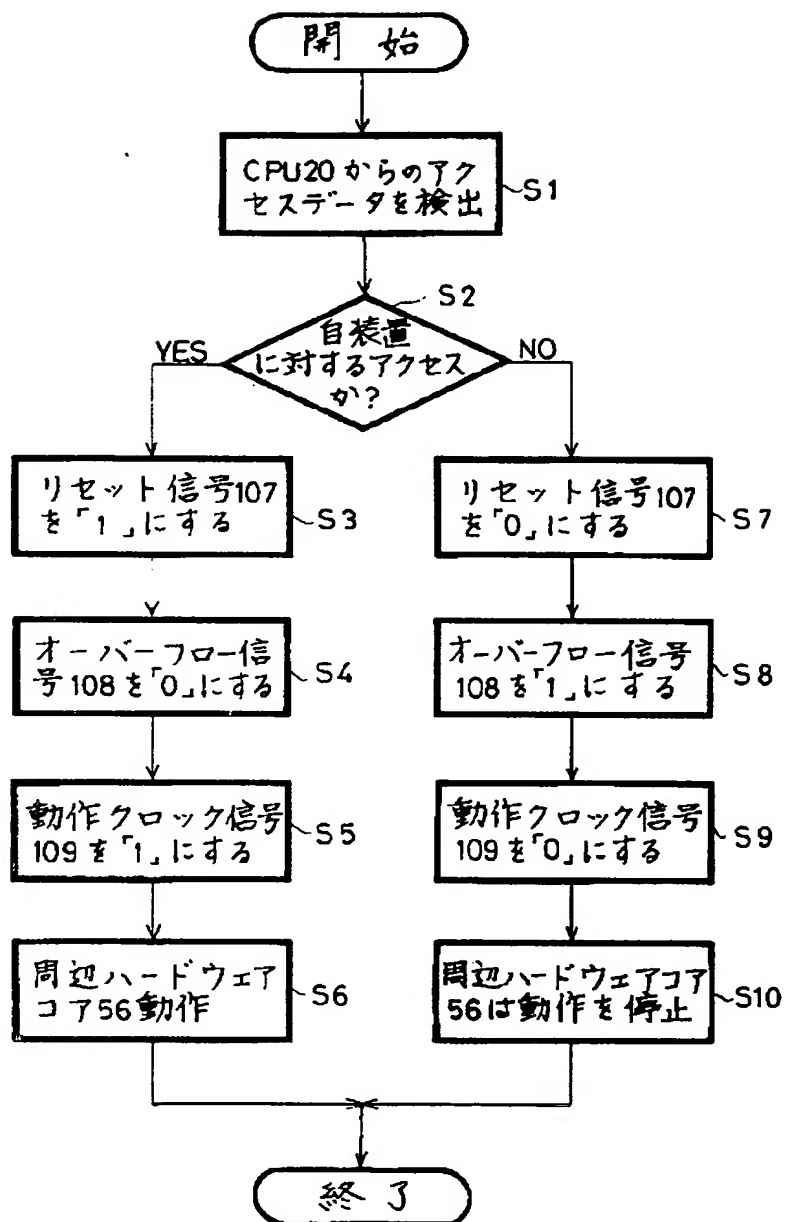 開始
CPU20からのアク
セスデータを検出
S1
S2
自装置
に対するアクセス
か?
YES
NO
リセット信号107
を「1」にする
S3
リセット信号107
を「0」にする
S7
オーバーフロー信
号108を「0」にする
S4
オーバーフロー信号
108を「1」にする
S8
動作クロック信号
109を「1」にする
S5
動作クロック信号
109を「0」にする
S9
周辺ハードウェア
コア56動作
S6
周辺ハードウェアコア
56は動作を停止
S10
終了